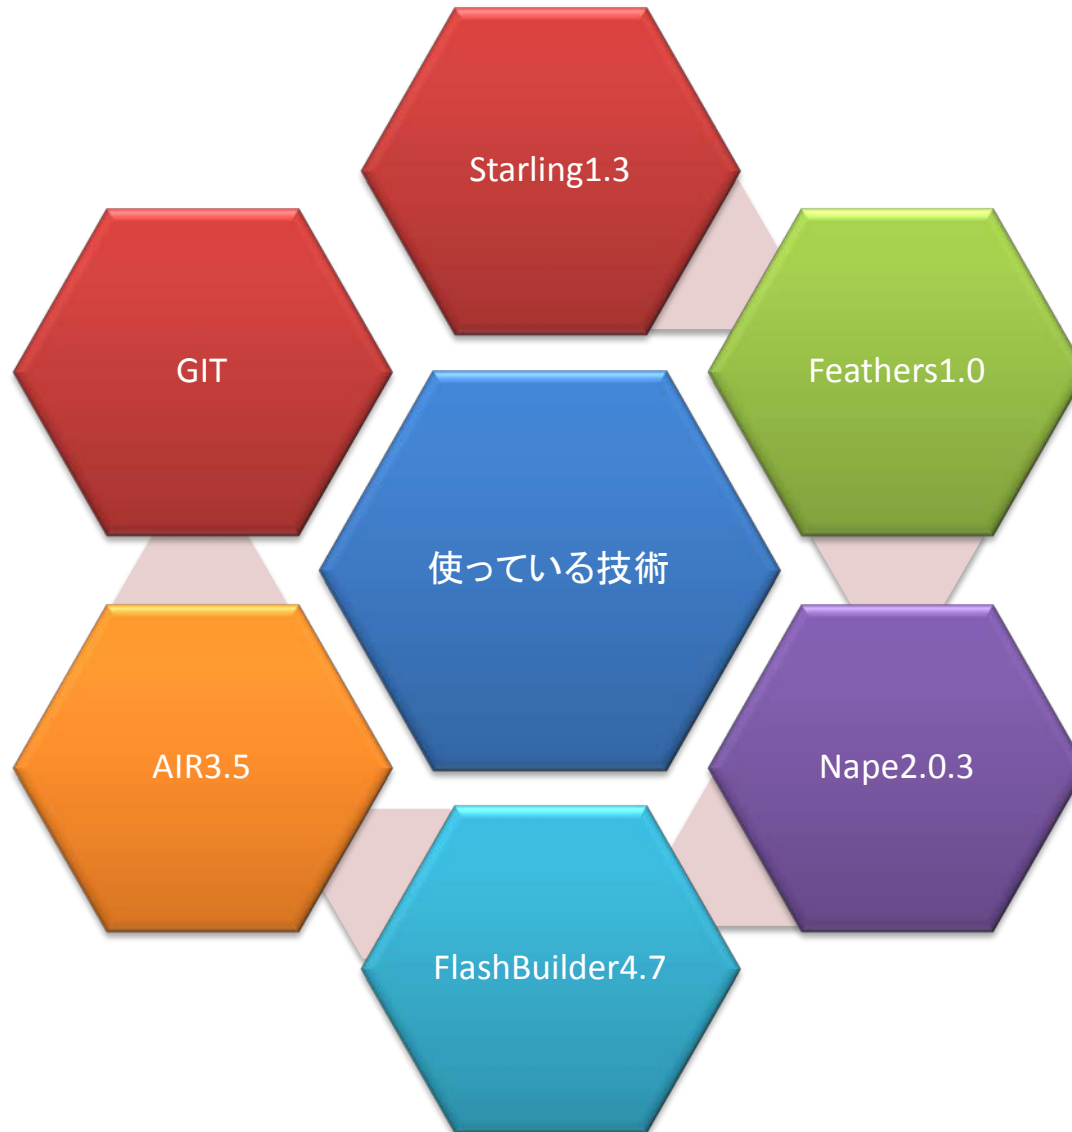 Starling1.3
GIT
Feathers1.0
使っている技術
AIR3.5
Nape2.0.3
FlashBuilder4.7